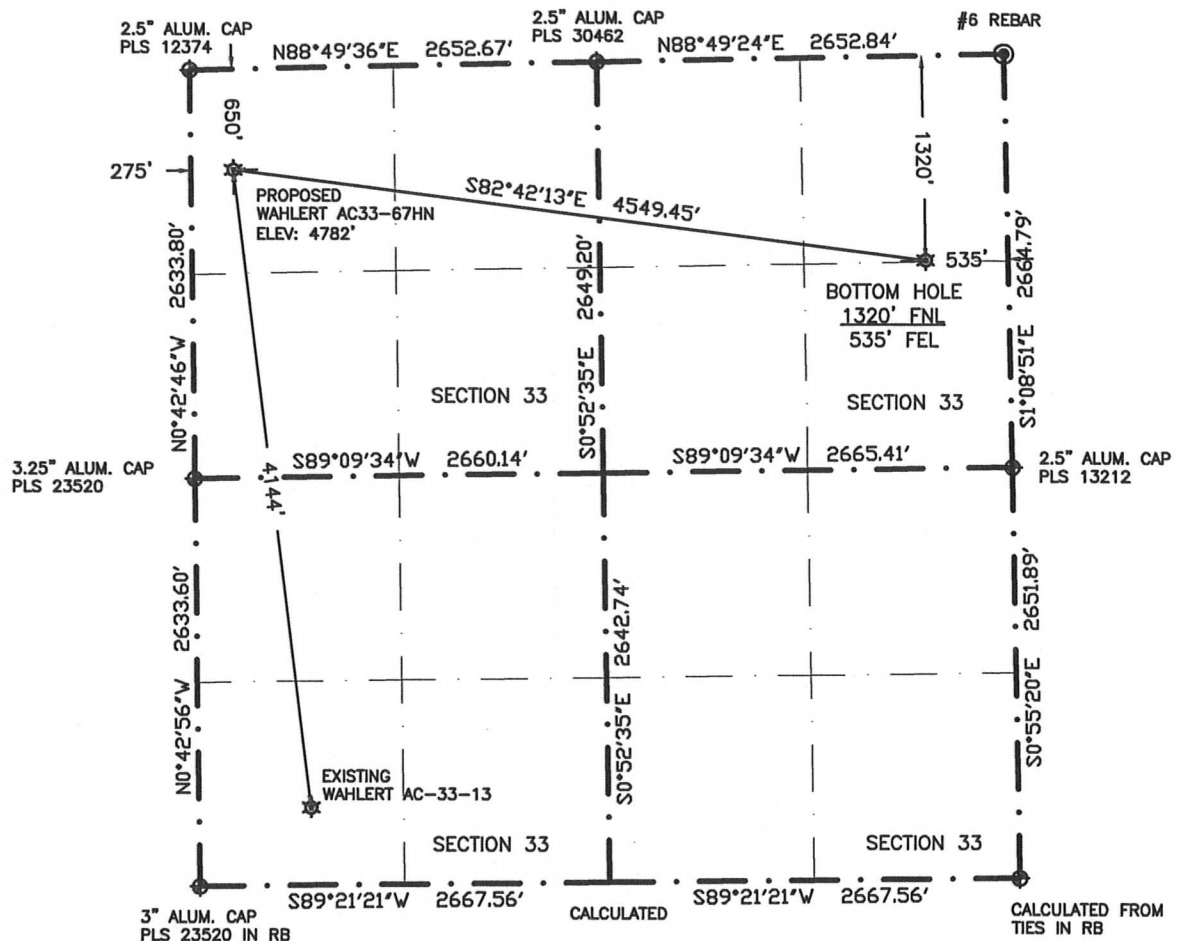 2.5" ALUM. CAP
PLS 12374
N88°49'36"E 2652.67'
2.5" ALUM. CAP
PLS 30462
N88°49'24"E 2652.84'
#6 REBAR
650'
275'
1320'
PROPOSED
WAHLERT AC33-67HN
ELEV: 4782'
S82°42'13"E 4549.45'
535'
BOTTOM HOLE
1320' FNL
535' FEL
N0°42'46"W 2633.80'
S0°52'35"E 2649.20'
S1°08'51"E 2664.79'
SECTION 33
SECTION 33
3.25" ALUM. CAP
PLS 23520
S89°09'34"W 2660.14'
S89°09'34"W 2665.41'
2.5" ALUM. CAP
PLS 13212
4,144'
N0°42'56"W 2633.60'
S0°52'35"E 2642.74'
S0°55'20"E 2651.89'
EXISTING
WAHLERT AC-33-13
SECTION 33
SECTION 33
3" ALUM. CAP
PLS 23520 IN RB
S89°21'21"W 2667.56'
CALCULATED
S89°21'21"W 2667.56'
CALCULATED FROM
TIES IN RB